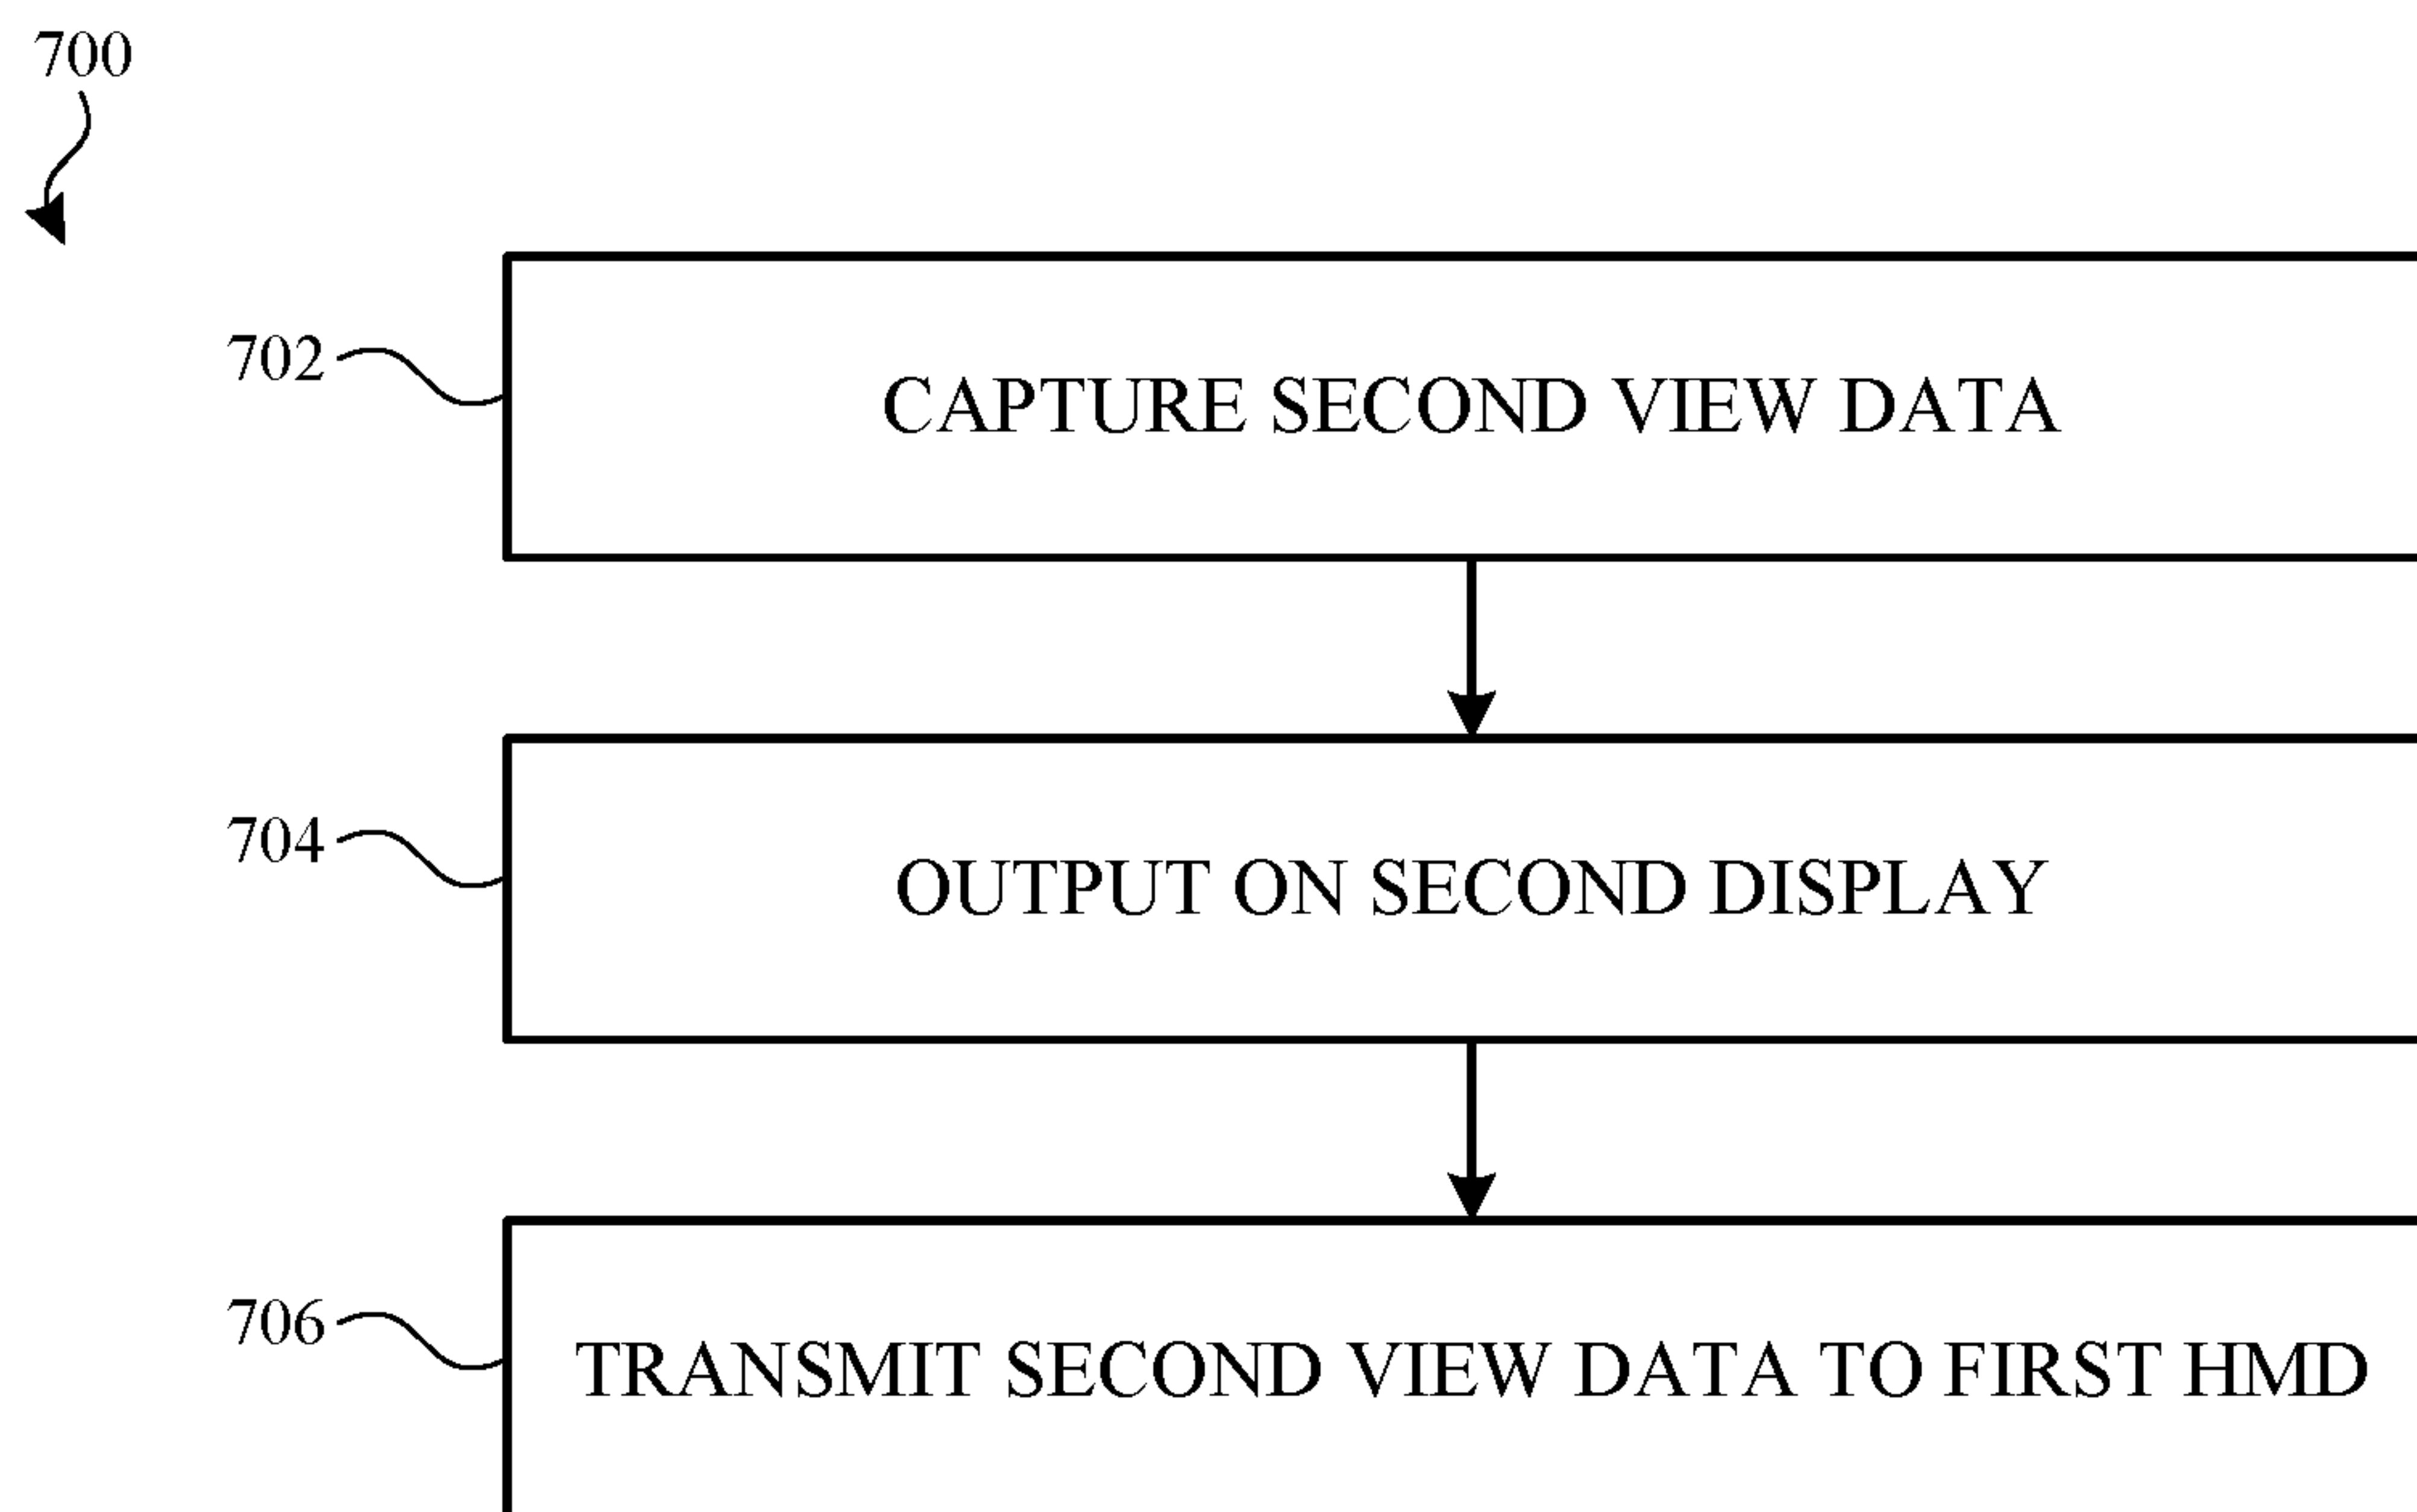 700
702
CAPTURE SECOND VIEW DATA
704
OUTPUT ON SECOND DISPLAY
706
TRANSMIT SECOND VIEW DATA TO FIRST HMD